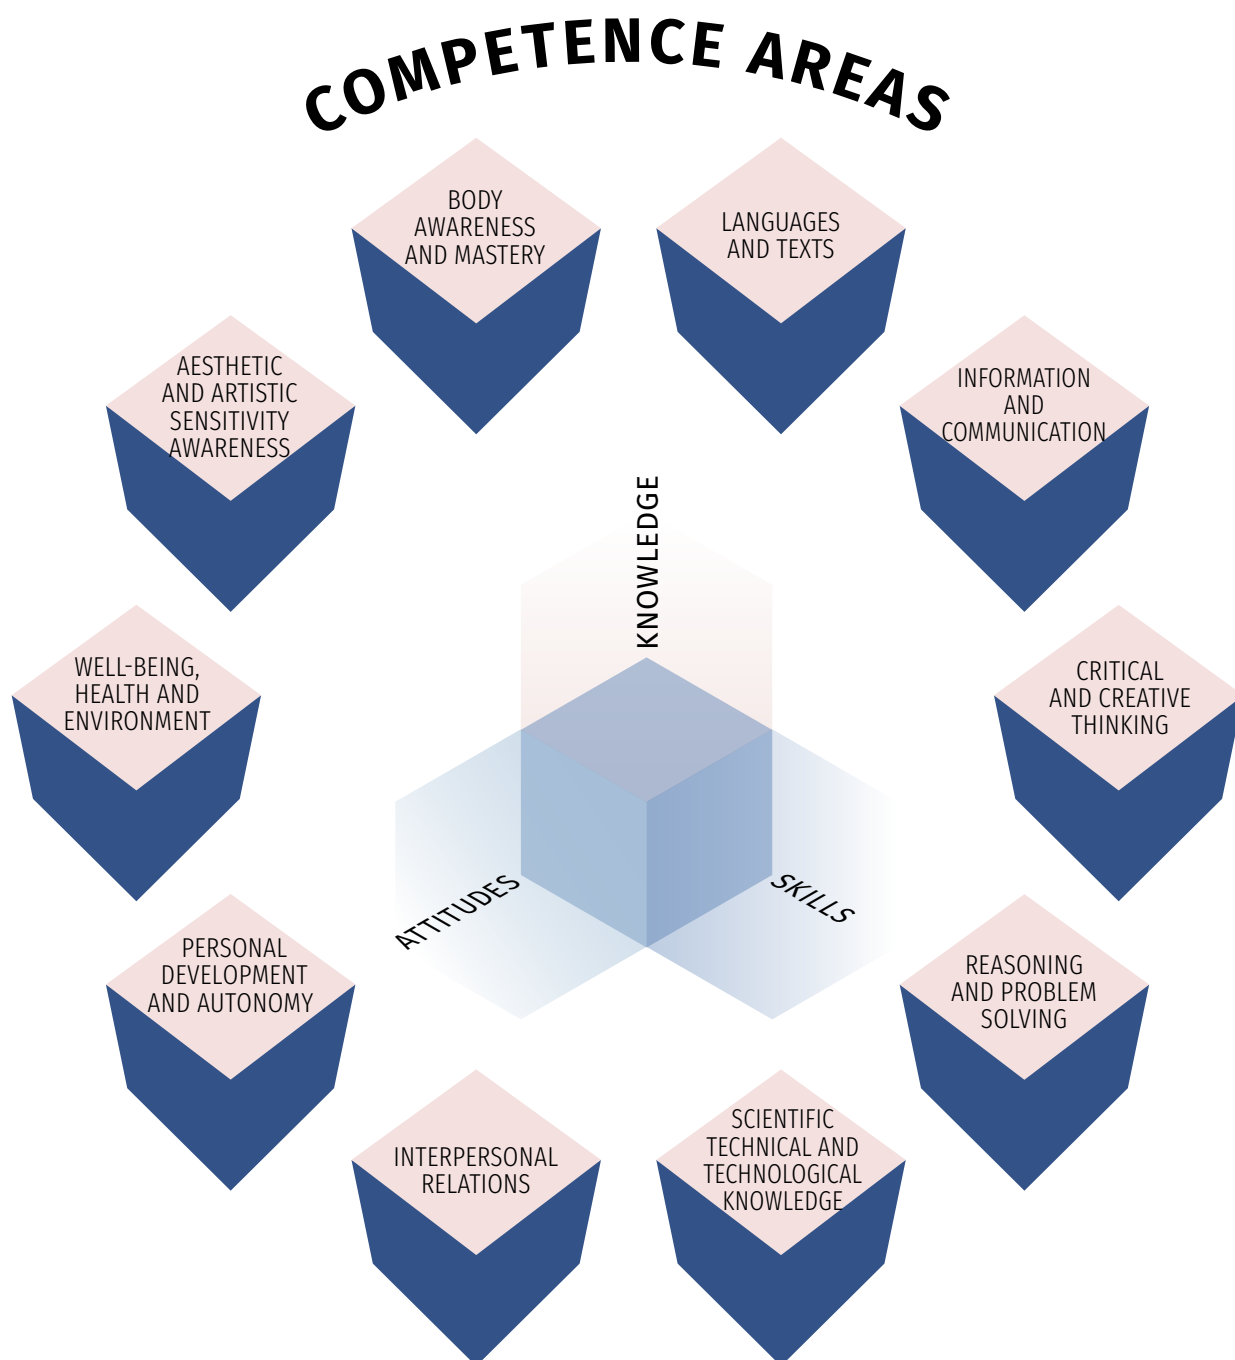 COMPETENCE AREAS
BODY
AWARENESS
AND MASTERY
LANGUAGES
AND TEXTS
AESTHETIC
AND ARTISTIC
SENSITIVITY
AWARENESS
INFORMATION
AND
COMMUNICATION
KNOWLEDGE
WELL-BEING,
HEALTH AND
ENVIRONMENT
CRITICAL
AND CREATIVE
THINKING
ATTITUDES
SKILLS
PERSONAL
DEVELOPMENT
AND AUTONOMY
REASONING
AND PROBLEM
SOLVING
INTERPERSONAL
RELATIONS
SCIENTIFIC
TECHNICAL AND
TECHNOLOGICAL
KNOWLEDGE